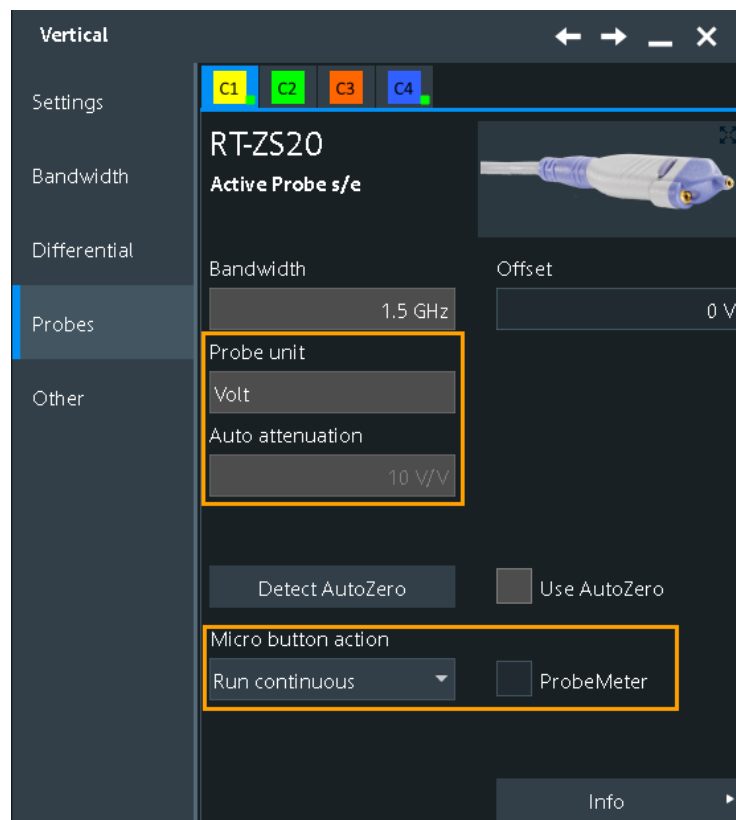 Vertical
Settings
Bandwidth
Differential
Probes
Other
C1 C2 C3 C4
RT-ZS20
Active Probe s/e
Bandwidth
1.5 GHz
Offset
0 V
Probe unit
Volt
Auto attenuation
10 V/V
Detect AutoZero
Use AutoZero
Micro button action
Run continuous
ProbeMeter
Info